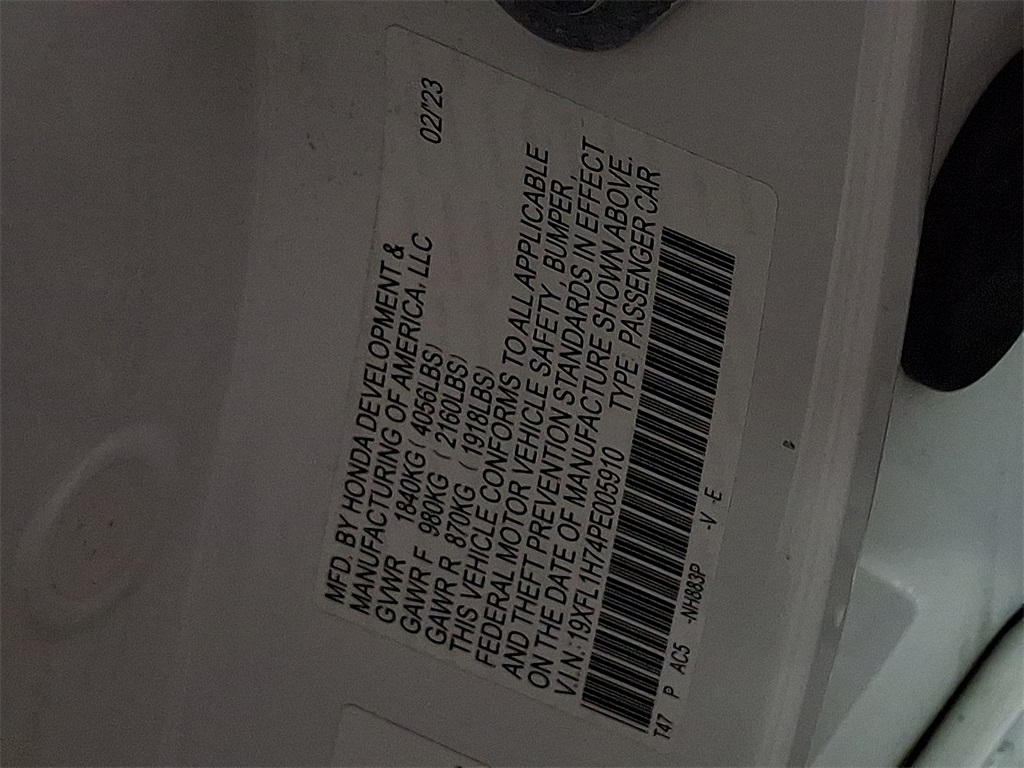 MFD. BY HONDA DEVELOPMENT &
MANUFACTURING OF AMERICA, LLC 02/'23
GVWR 1840KG ( 4056LBS)
GAWR F 980KG ( 2160LBS)
GAWR R 870KG ( 1918LBS)
THIS VEHICLE CONFORMS TO ALL APPLICABLE
FEDERAL MOTOR VEHICLE SAFETY, BUMPER,
AND THEFT PREVENTION STANDARDS IN EFFECT
ON THE DATE OF MANUFACTURE SHOWN ABOVE.
V.I.N.:19XFL1H74PE005910 TYPE: PASSENGER CAR
T47 P AC5 -NH883P -V -E